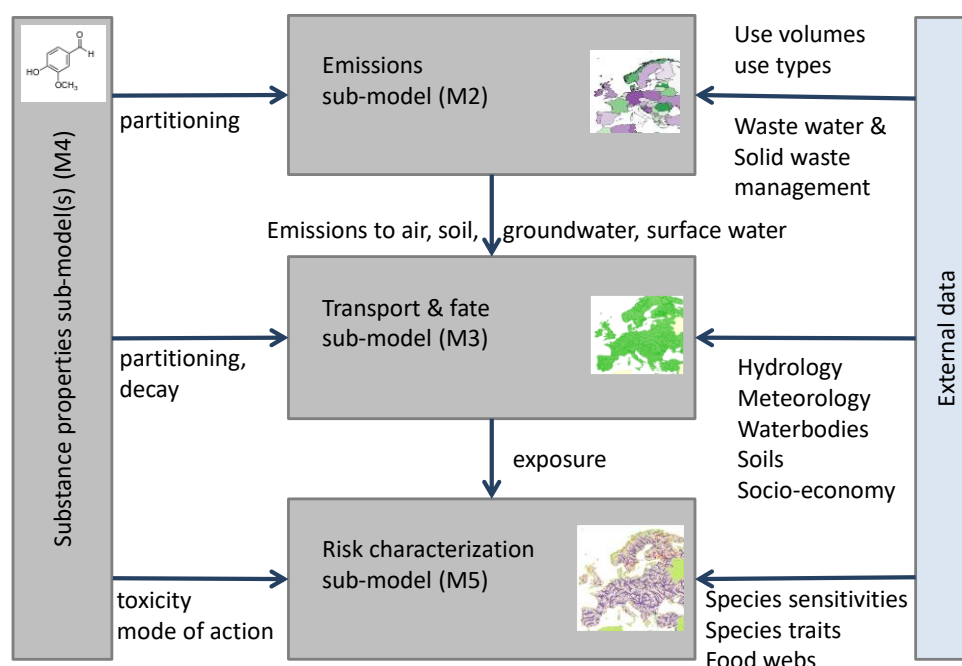 O
H
HO
OCH₃
Substance properties sub-model(s) (M4)
Emissions
sub-model (M2)
Use volumes
use types
partitioning
Waste water &
Solid waste
management
Emissions to air, soil, groundwater, surface water
Transport & fate
sub-model (M3)
partitioning,
decay
Hydrology
Meteorology
Waterbodies
Soils
Socio-economy
External data
exposure
Risk characterization
sub-model (M5)
toxicity
mode of action
Species sensitivities
Species traits
Food webs